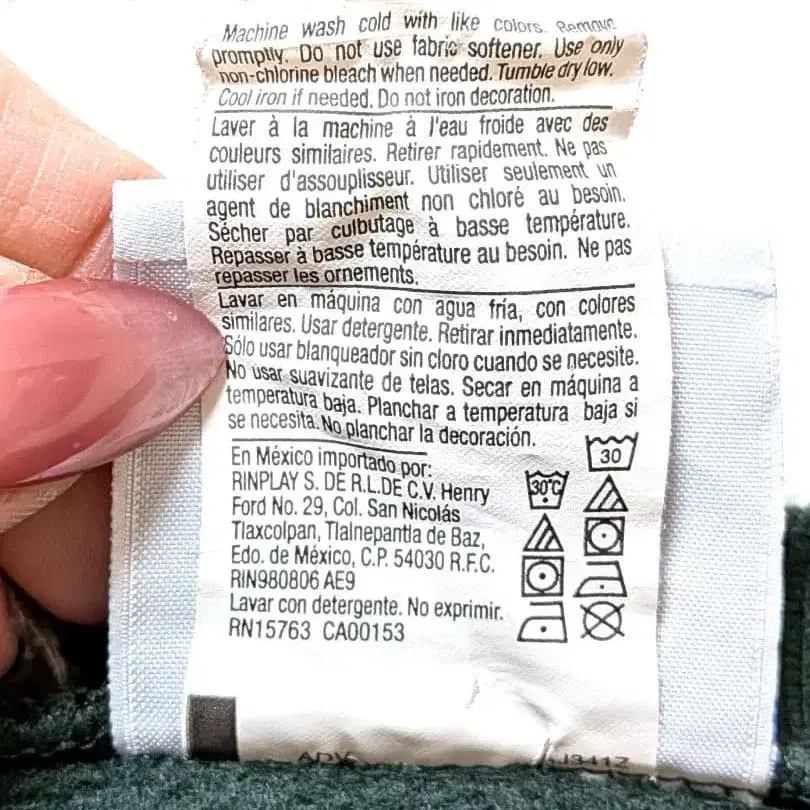 Machine wash cold with like colors. Remove
promptly. Do not use fabric softener. Use only
non-chlorine bleach when needed. Tumble dry low.
Cool iron if needed. Do not iron decoration.
Laver à la machine à l'eau froide avec des
couleurs similaires. Retirer rapidement. Ne pas
utiliser d'assouplisseur. Utiliser seulement un
agent de blanchiment non chloré au besoin.
Sécher par culbutage à basse température.
Repasser à basse température au besoin. Ne pas
repasser les ornements.
Lavar en máquina con agua fría, con colores
similares. Usar detergente. Retirar inmediatamente.
Sólo usar blanqueador sin cloro cuando se necesite.
No usar suavizante de telas. Secar en máquina a
temperatura baja. Planchar a temperatura baja si
se necesita. No planchar la decoración.
En México importado por:
RINPLAY S. DE R.L.DE C.V. Henry
Ford No. 29, Col. San Nicolás
Tlaxcolpan, Tlalnepantla de Baz,
Edo. de México, C.P. 54030 R.F.C.
RIN980806 AE9
Lavar con detergente. No exprimir.
RN15763 CA00153
30
30°C